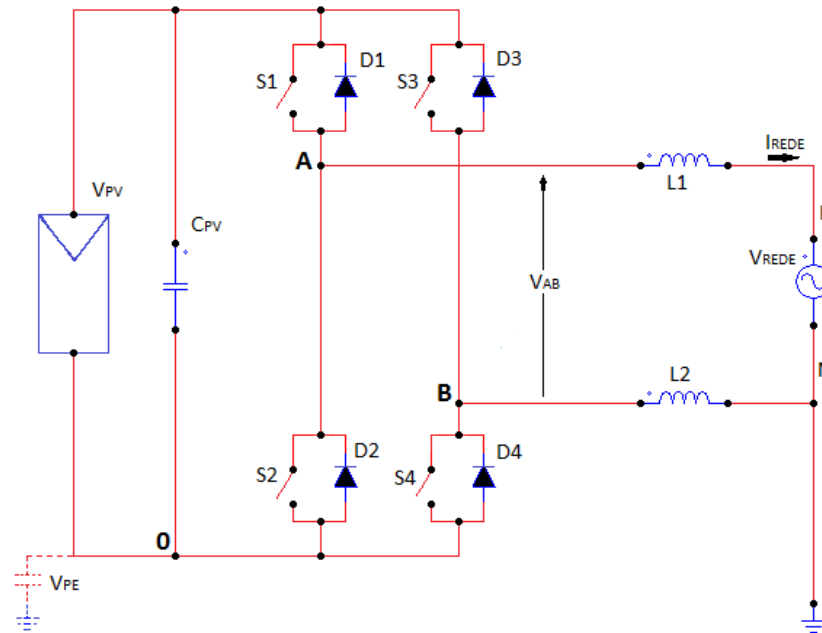 D1
D3
S1
S3
IREDE
A
L1
VPV
CPV
VREDE
VAB
L2
B
D2
D4
S2
S4
0
VPE